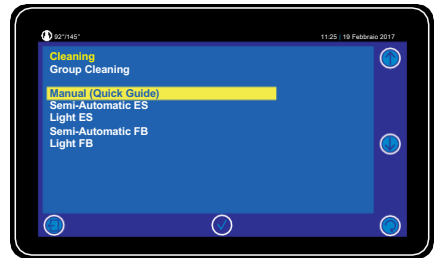 92°/145°
11:25 | 19 Febbraio 2017
Cleaning
Group Cleaning
Manual (Quick Guide)
Semi-Automatic ES
Light ES
Semi-Automatic FB
Light FB